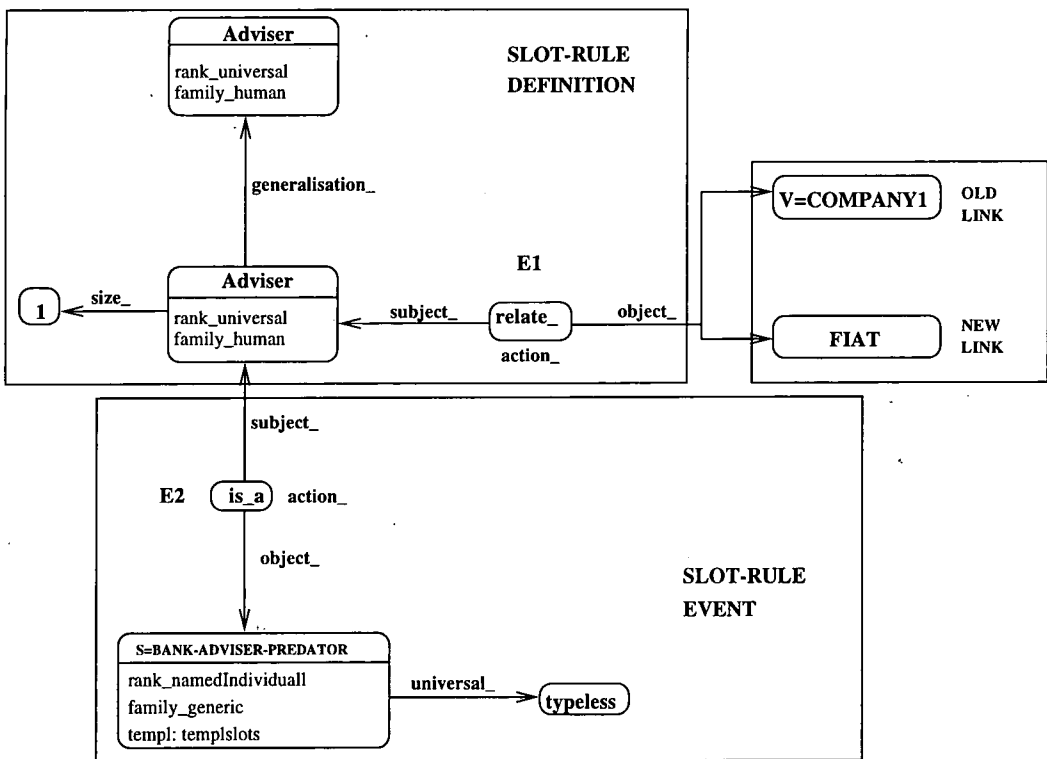 Adviser
rank_universal
family_human
SLOT-RULE
DEFINITION
generalisation_
V=COMPANY1
OLD
LINK
E1
Adviser
1
size_
rank_universal
family_human
subject_
relate_
object_
action_
FIAT
NEW
LINK
subject_
E2
is_a
action_
object_
SLOT-RULE
EVENT
S=BANK-ADVISER-PREDATOR
rank_namedIndividuall
family_generic
templ: templslots
universal_
typeless